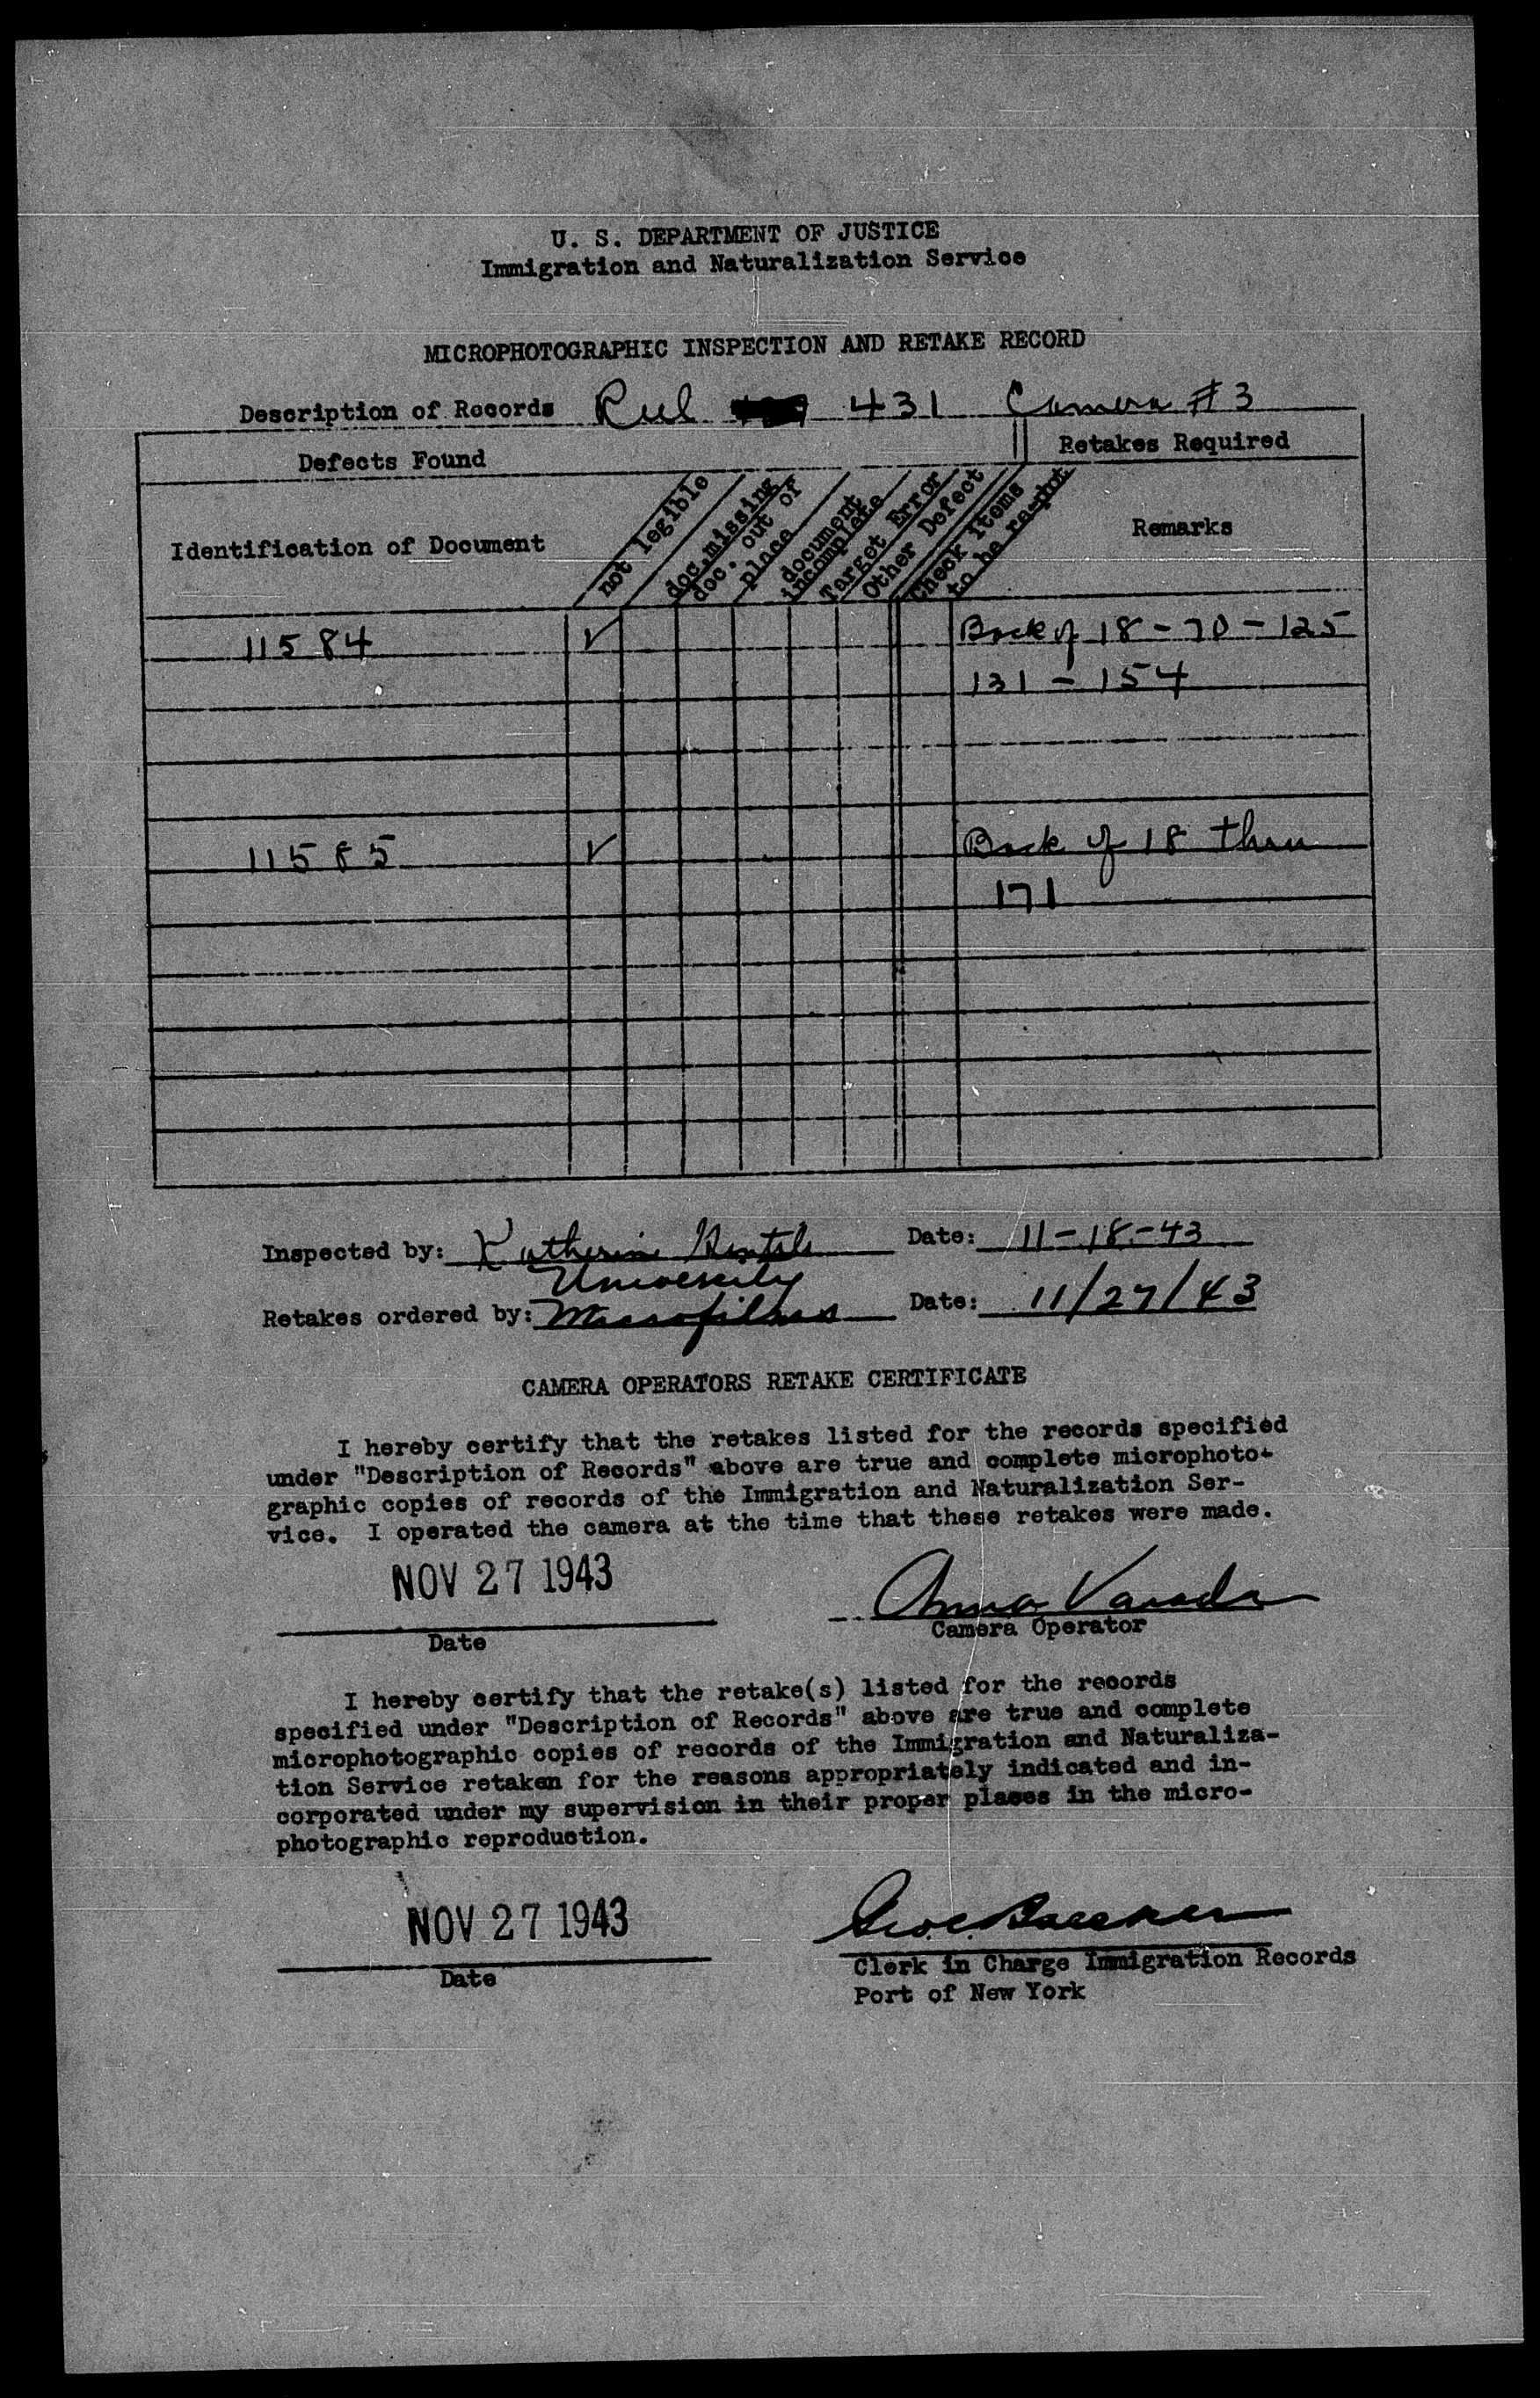 U. S. DEPARTMENT OF JUSTICE
Immigration and Naturalization Service
MICROPHOTOGRAPHIC INSPECTION AND RETAKE RECORD
Description of Records Reel 431 Camera #3
Defects Found
Retakes Required
Identification of Document
not legible
doc. missing
doc. out of
place
document
incomplete
Target Error
Other Defect
Check Items
to be re-phot
Remarks
11584 ✓ Back of 18-70-125
131-154
11585 ✓ Back of 18 thru
171
Inspected by: Katherine Date: 11-18-43
University
Retakes ordered by: Microfilms Date: 11/27/43
CAMERA OPERATORS RETAKE CERTIFICATE
I hereby certify that the retakes listed for the records specified
under "Description of Records" above are true and complete microphoto-
graphic copies of records of the Immigration and Naturalization Ser-
vice. I operated the camera at the time that these retakes were made.
NOV 27 1943
Anna
Date
Camera Operator
I hereby certify that the retake(s) listed for the records
specified under "Description of Records" above are true and complete
microphotographic copies of records of the Immigration and Naturaliza-
tion Service retaken for the reasons appropriately indicated and in-
corporated under my supervision in their proper places in the micro-
photographic reproduction.
NOV 27 1943
Date
Clerk in Charge Immigration Records
Port of New York